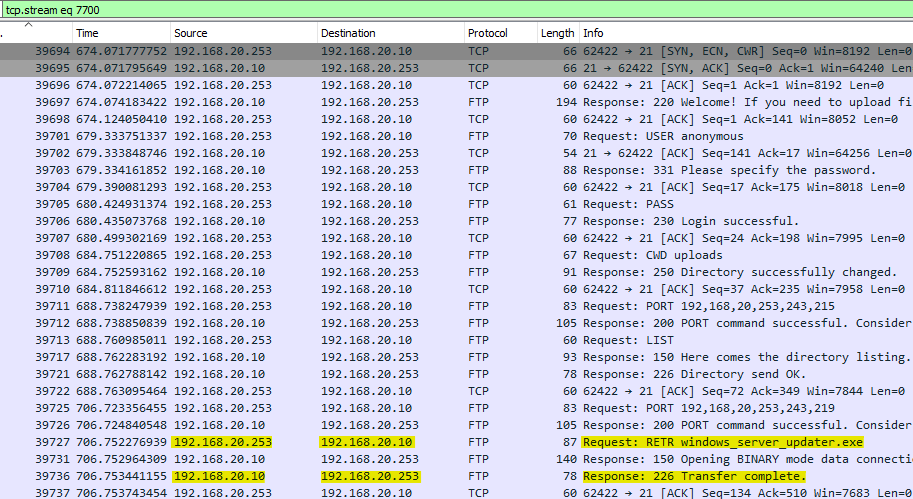 tcp.stream eq 7700
. Time Source Destination Protocol Length Info
39694 674.071777752 192.168.20.253 192.168.20.10 TCP 66 62422 → 21 [SYN, ECN, CWR] Seq=0 Win=8192 Len=0
39695 674.071795649 192.168.20.10 192.168.20.253 TCP 66 21 → 62422 [SYN, ACK] Seq=0 Ack=1 Win=64240 Len=0
39696 674.072214065 192.168.20.253 192.168.20.10 TCP 60 62422 → 21 [ACK] Seq=1 Ack=1 Win=8192 Len=0
39697 674.074183422 192.168.20.10 192.168.20.253 FTP 194 Response: 220 Welcome! If you need to upload fi
39698 674.124050410 192.168.20.253 192.168.20.10 TCP 60 62422 → 21 [ACK] Seq=1 Ack=141 Win=8052 Len=0
39701 679.333751337 192.168.20.253 192.168.20.10 FTP 70 Request: USER anonymous
39702 679.333848746 192.168.20.10 192.168.20.253 TCP 54 21 → 62422 [ACK] Seq=141 Ack=17 Win=64256 Len=0
39703 679.334161852 192.168.20.10 192.168.20.253 FTP 88 Response: 331 Please specify the password.
39704 679.390081293 192.168.20.253 192.168.20.10 TCP 60 62422 → 21 [ACK] Seq=17 Ack=175 Win=8018 Len=0
39705 680.424931374 192.168.20.253 192.168.20.10 FTP 61 Request: PASS
39706 680.435073768 192.168.20.10 192.168.20.253 FTP 77 Response: 230 Login successful.
39707 680.499302169 192.168.20.253 192.168.20.10 TCP 60 62422 → 21 [ACK] Seq=24 Ack=198 Win=7995 Len=0
39708 684.751220865 192.168.20.253 192.168.20.10 FTP 67 Request: CWD uploads
39709 684.752593162 192.168.20.10 192.168.20.253 FTP 91 Response: 250 Directory successfully changed.
39710 684.811846612 192.168.20.253 192.168.20.10 TCP 60 62422 → 21 [ACK] Seq=37 Ack=235 Win=7958 Len=0
39711 688.738247939 192.168.20.253 192.168.20.10 FTP 83 Request: PORT 192,168,20,253,243,215
39712 688.738850839 192.168.20.10 192.168.20.253 FTP 105 Response: 200 PORT command successful. Consider
39713 688.760985011 192.168.20.253 192.168.20.10 FTP 60 Request: LIST
39717 688.762283192 192.168.20.10 192.168.20.253 FTP 93 Response: 150 Here comes the directory listing.
39721 688.762788142 192.168.20.10 192.168.20.253 FTP 78 Response: 226 Directory send OK.
39722 688.763095464 192.168.20.253 192.168.20.10 TCP 60 62422 → 21 [ACK] Seq=72 Ack=349 Win=7844 Len=0
39725 706.723356455 192.168.20.253 192.168.20.10 FTP 83 Request: PORT 192,168,20,253,243,219
39726 706.724840548 192.168.20.10 192.168.20.253 FTP 105 Response: 200 PORT command successful. Consider
39727 706.752276939 192.168.20.253 192.168.20.10 FTP 87 Request: RETR windows_server_updater.exe
39731 706.752964309 192.168.20.10 192.168.20.253 FTP 140 Response: 150 Opening BINARY mode data connecti
39736 706.753441155 192.168.20.10 192.168.20.253 FTP 78 Response: 226 Transfer complete.
39737 706.753743454 192.168.20.253 192.168.20.10 TCP 60 62422 → 21 [ACK] Seq=134 Ack=510 Win=7683 Len=0